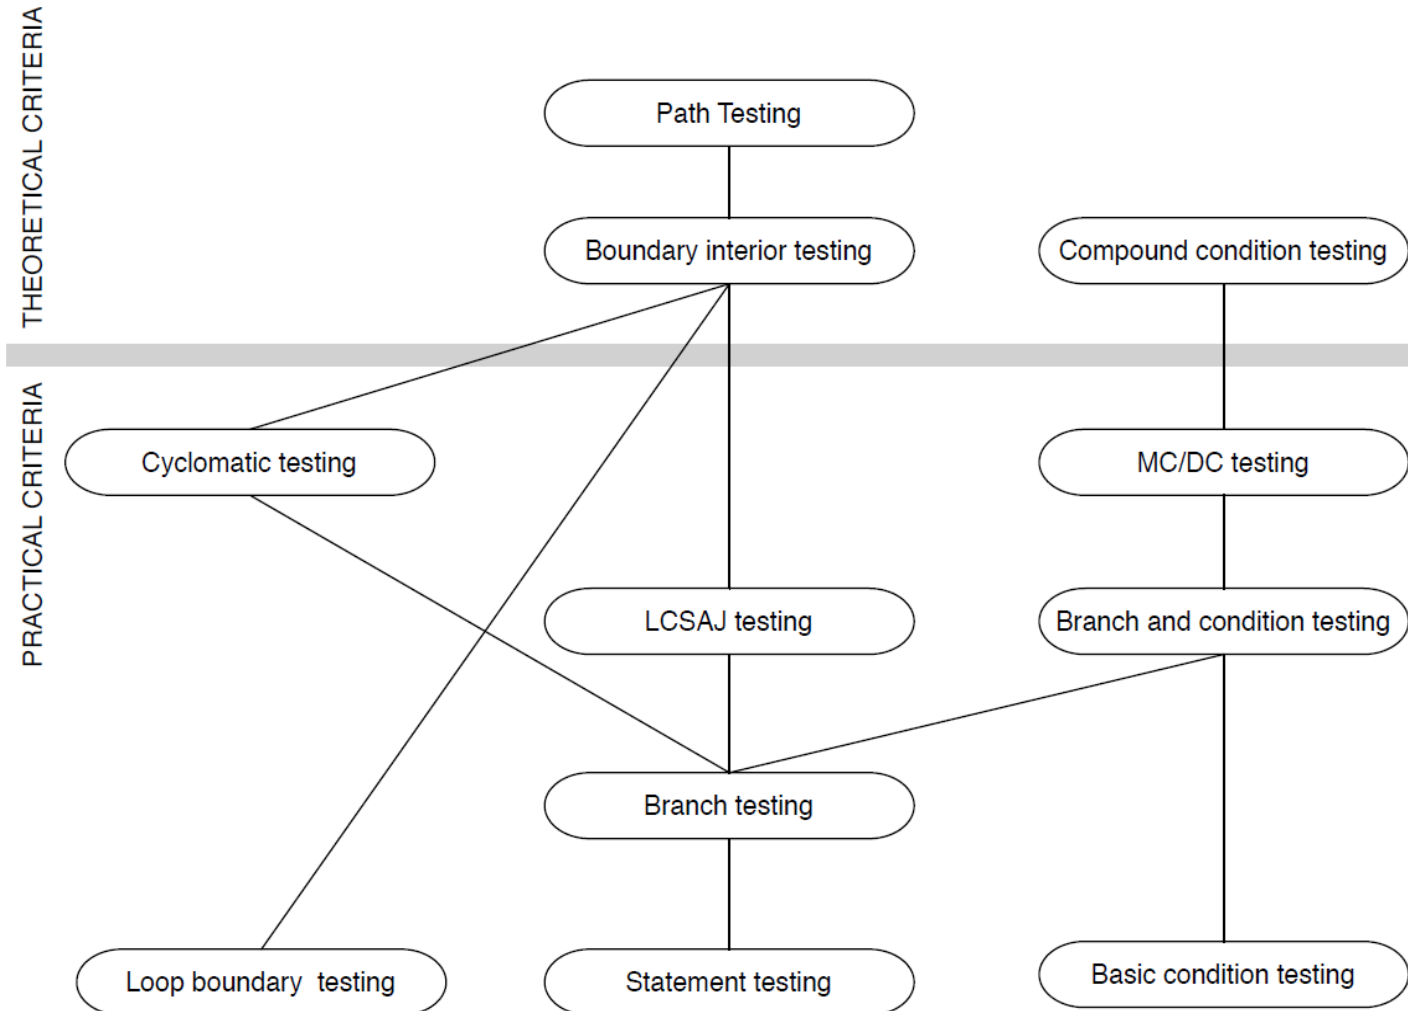 THEORETICAL CRITERIA
Path Testing
Boundary interior testing
Compound condition testing
PRACTICAL CRITERIA
Cyclomatic testing
MC/DC testing
LCSAJ testing
Branch and condition testing
Branch testing
Loop boundary testing
Statement testing
Basic condition testing